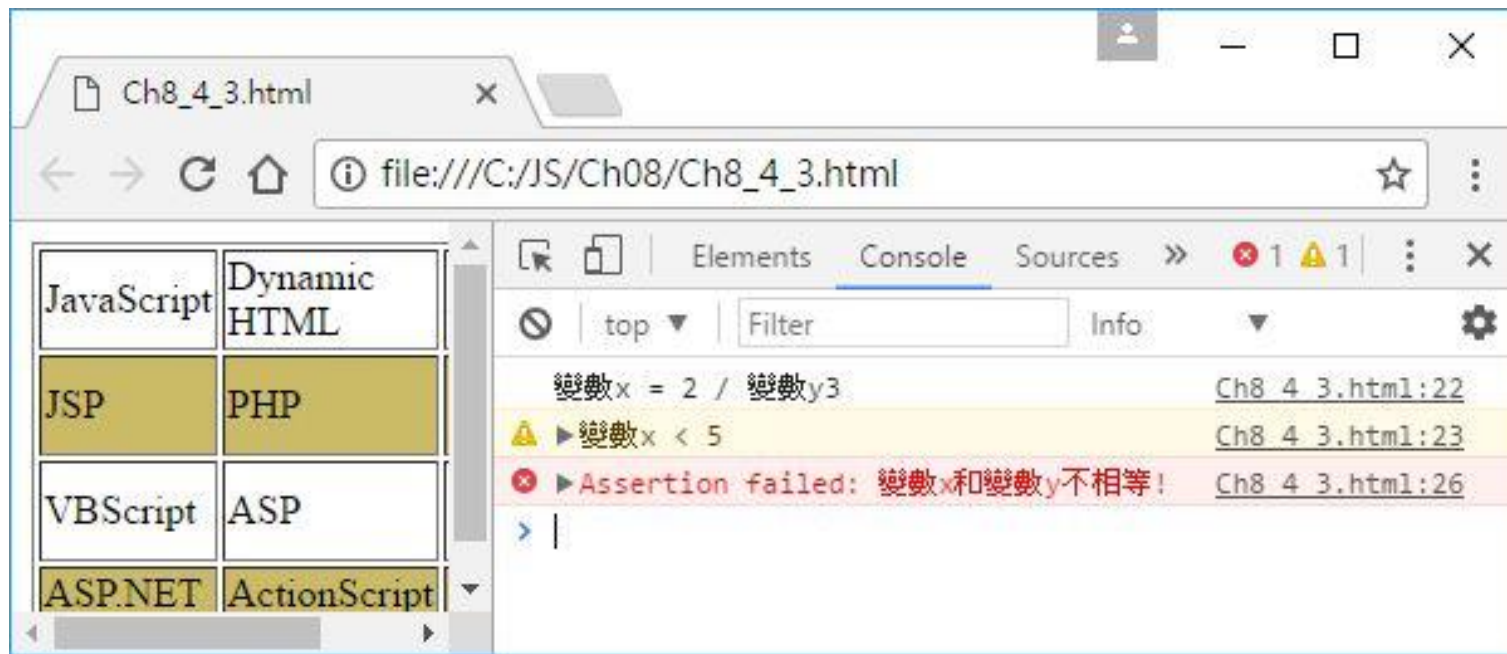 Ch8_4_3.html
file:///C:/JS/Ch08/Ch8_4_3.html
JavaScript Dynamic HTML
JSP PHP
VBScript ASP
ASP.NET ActionScript
Elements Console Sources » 1 1
top Filter Info
變數x = 2 / 變數y3 Ch8_4_3.html:22
變數x < 5 Ch8_4_3.html:23
Assertion failed: 變數x和變數y不相等! Ch8_4_3.html:26
>